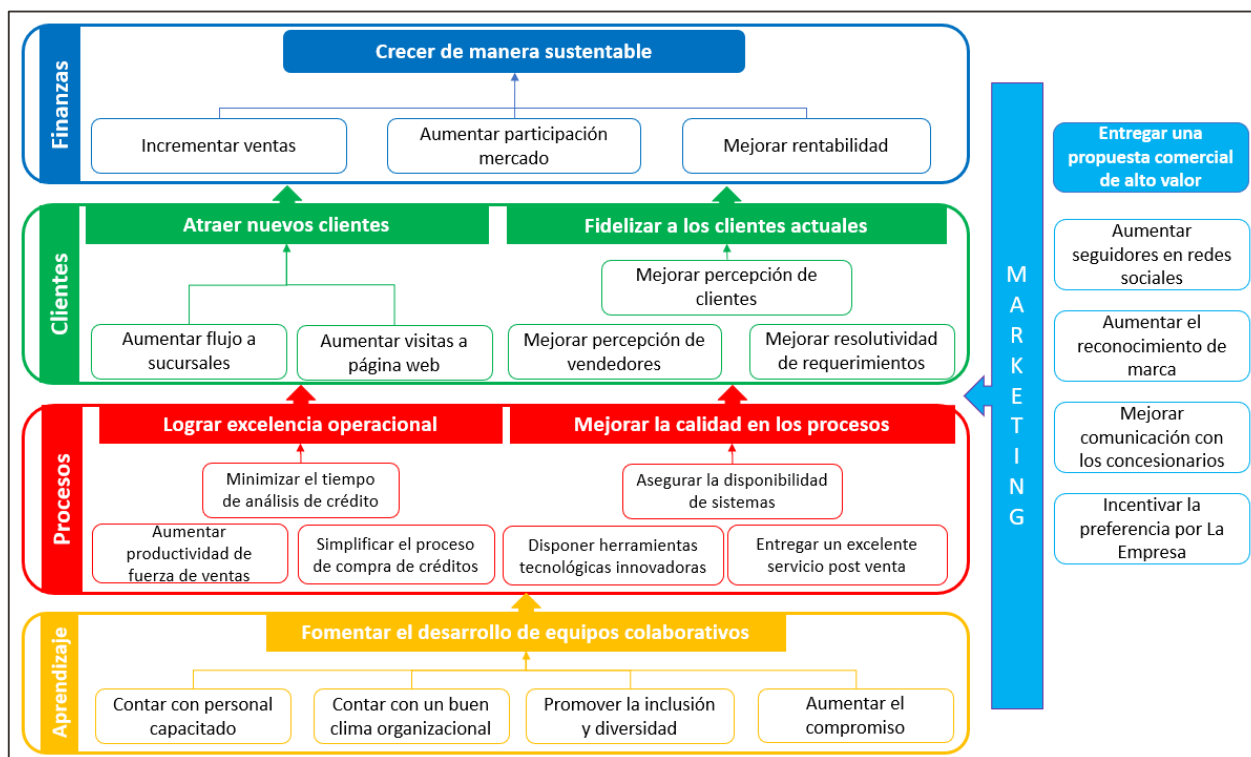 Finanzas
Crecer de manera sustentable
Incrementar ventas
Aumentar participación
mercado
Mejorar rentabilidad
Clientes
Atraer nuevos clientes
Fidelizar a los clientes actuales
Mejorar percepción de
clientes
Aumentar flujo a
sucursales
Aumentar visitas a
página web
Mejorar percepción de
vendedores
Mejorar resolutividad
de requerimientos
Procesos
Lograr excelencia operacional
Mejorar la calidad en los procesos
Minimizar el tiempo
de análisis de crédito
Asegurar la disponibilidad
de sistemas
Aumentar
productividad de
fuerza de ventas
Simplificar el proceso
de compra de créditos
Disponer herramientas
tecnológicas innovadoras
Entregar un excelente
servicio post venta
Aprendizaje
Fomentar el desarrollo de equipos colaborativos
Contar con personal
capacitado
Contar con un buen
clima organizacional
Promover la inclusión
y diversidad
Aumentar el
compromiso
MARKETING
Entregar una
propuesta comercial
de alto valor
Aumentar
seguidores en redes
sociales
Aumentar el
reconocimiento de
marca
Mejorar
comunicación con
los concesionarios
Incentivar la
preferencia por La
Empresa